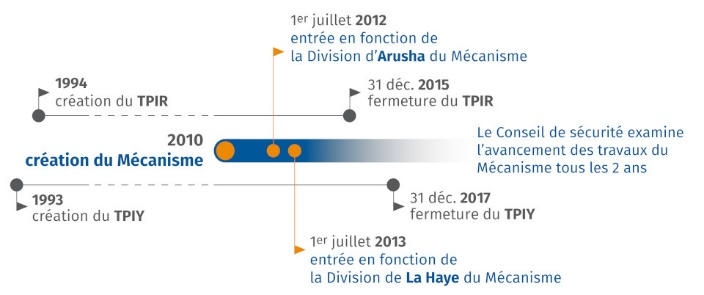 1er juillet 2012
entrée en fonction de
la Division d’Arusha du Mécanisme
1994
création du TPIR
31 déc. 2015
fermeture du TPIR
2010
création du Mécanisme
Le Conseil de sécurité examine
l’avancement des travaux du
Mécanisme tous les 2 ans
1993
création du TPIY
31 déc. 2017
fermeture du TPIY
1er juillet 2013
entrée en fonction de
la Division de La Haye du Mécanisme